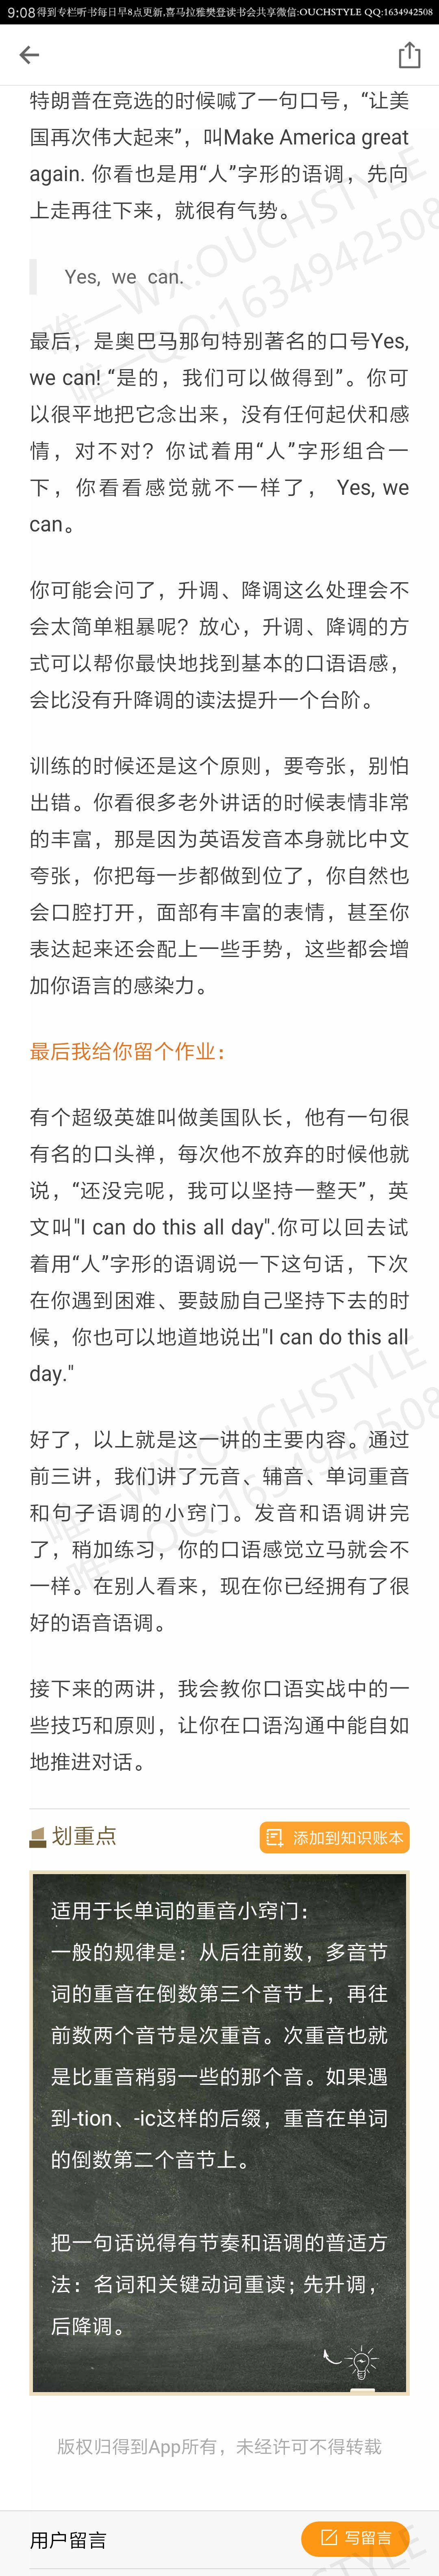 9:08得到专栏听书每日早8点更新,喜马拉雅樊登读书会共享微信:OUCHSTYLE QQ:1634942508
特朗普在竞选的时候喊了一句口号，“让美
国再次伟大起来”，叫Make America great
again. 你看也是用“人”字形的语调，先向
上走再往下来，就很有气势。
Yes, we can.
最后，是奥巴马那句特别著名的口号Yes,
we can! “是的，我们可以做得到”。你可
以很平地把它念出来，没有任何起伏和感
情，对不对？你试着用“人”字形组合一
下，你看看感觉就不一样了， Yes, we
can。
你可能会问了，升调、降调这么处理会不
会太简单粗暴呢？放心，升调、降调的方
式可以帮你最快地找到基本的口语语感，
会比没有升降调的读法提升一个台阶。
训练的时候还是这个原则，要夸张，别怕
出错。你看很多老外讲话的时候表情非常
的丰富，那是因为英语发音本身就比中文
夸张，你把每一步都做到位了，你自然也
会口腔打开，面部有丰富的表情，甚至你
表达起来还会配上一些手势，这些都会增
加你语言的感染力。
最后我给你留个作业：
有个超级英雄叫做美国队长，他有一句很
有名的口头禅，每次他不放弃的时候他就
说，“还没完呢，我可以坚持一整天”，英
文叫"I can do this all day".你可以回去试
着用“人”字形的语调说一下这句话，下次
在你遇到困难、要鼓励自己坚持下去的时
候，你也可以地道地说出"I can do this all
day."
好了，以上就是这一讲的主要内容。通过
前三讲，我们讲了元音、辅音、单词重音
和句子语调的小窍门。发音和语调讲完
了，稍加练习，你的口语感觉立马就会不
一样。在别人看来，现在你已经拥有了很
好的语音语调。
接下来的两讲，我会教你口语实战中的一
些技巧和原则，让你在口语沟通中能自如
地推进对话。
划重点
添加到知识账本
适用于长单词的重音小窍门：
一般的规律是：从后往前数，多音节
词的重音在倒数第三个音节上，再往
前数两个音节是次重音。次重音也就
是比重音稍弱一些的那个音。如果遇
到-tion、-ic这样的后缀，重音在单词
的倒数第二个音节上。
把一句话说得有节奏和语调的普适方
法：名词和关键动词重读；先升调，
后降调。
版权归得到App所有，未经许可不得转载
用户留言
写留言
唯一WX:OUCHSTYLE
唯一QQ:1634942508
唯一WX:OUCHSTYLE
唯一QQ:1634942508
STYLE